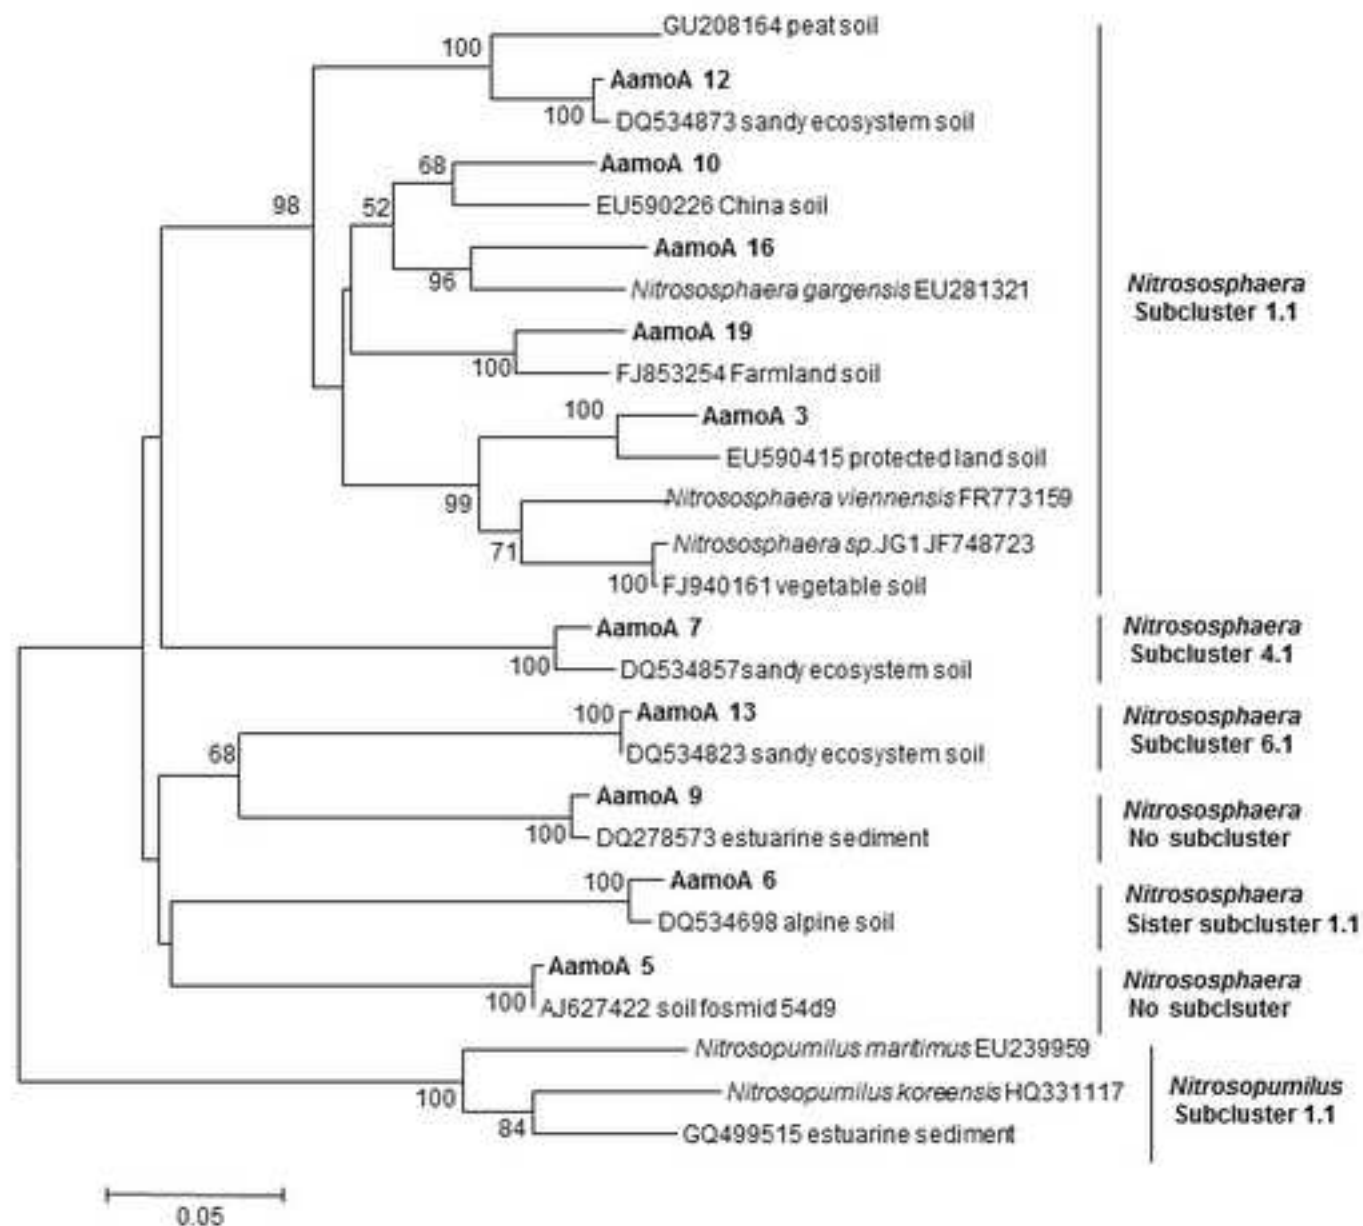 GU208164 peat soil
100
AamoA 12
100
DQ534873 sandy ecosystem soil
68
AamoA 10
98
52
EU590226 China soil
AamoA 16
96
Nitrososphaera gargensis EU281321
Nitrososphaera
Subcluster 1.1
AamoA 19
100
FJ853254 Farmland soil
100
AamoA 3
EU590415 protected land soil
99
Nitrososphaera viennensis FR773159
71
Nitrososphaera sp.JG1 JF748723
100
FJ940161 vegetable soil
AamoA 7
Nitrososphaera
Subcluster 4.1
100
DQ534857sandy ecosystem soil
100
AamoA 13
Nitrososphaera
Subcluster 6.1
68
DQ534823 sandy ecosystem soil
AamoA 9
Nitrososphaera
No subcluster
100
DQ278573 estuarine sediment
100
AamoA 6
Nitrososphaera
Sister subcluster 1.1
DQ534698 alpine soil
AamoA 5
Nitrososphaera
No subclsuter
100
AJ627422 soil fosmid 54d9
Nitrosopumilus maritimus EU239959
100
Nitrosopumilus koreensis HQ331117
Nitrosopumilus
Subcluster 1.1
84
GQ499515 estuarine sediment
0.05